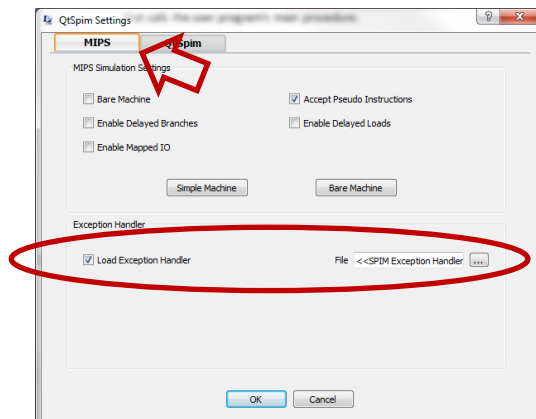 QtSpim Settings
MIPS
QtSpim
MIPS Simulation Settings
Bare Machine
Accept Pseudo Instructions
Enable Delayed Branches
Enable Delayed Loads
Enable Mapped IO
Simple Machine
Bare Machine
Exception Handler
Load Exception Handler
File
<<SPIM Exception Handler
...
OK
Cancel